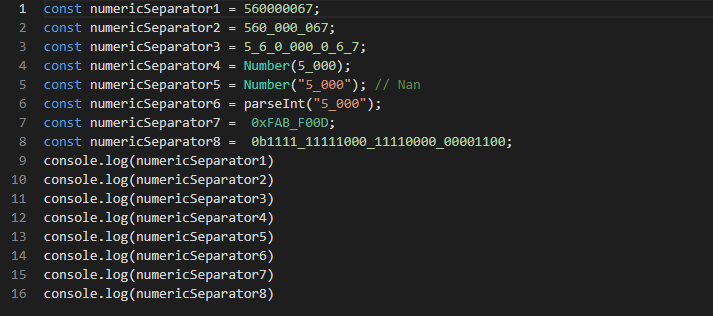 1 const numericSeparator1 = 560000067;
2 const numericSeparator2 = 560_000_067;
3 const numericSeparator3 = 5_6_0_000_0_6_7;
4 const numericSeparator4 = Number(5_000);
5 const numericSeparator5 = Number("5_000"); // Nan
6 const numericSeparator6 = parseInt("5_000");
7 const numericSeparator7 =  0xFAB_F00D;
8 const numericSeparator8 =  0b1111_11111000_11110000_00001100;
9 console.log(numericSeparator1)
10 console.log(numericSeparator2)
11 console.log(numericSeparator3)
12 console.log(numericSeparator4)
13 console.log(numericSeparator5)
14 console.log(numericSeparator6)
15 console.log(numericSeparator7)
16 console.log(numericSeparator8)